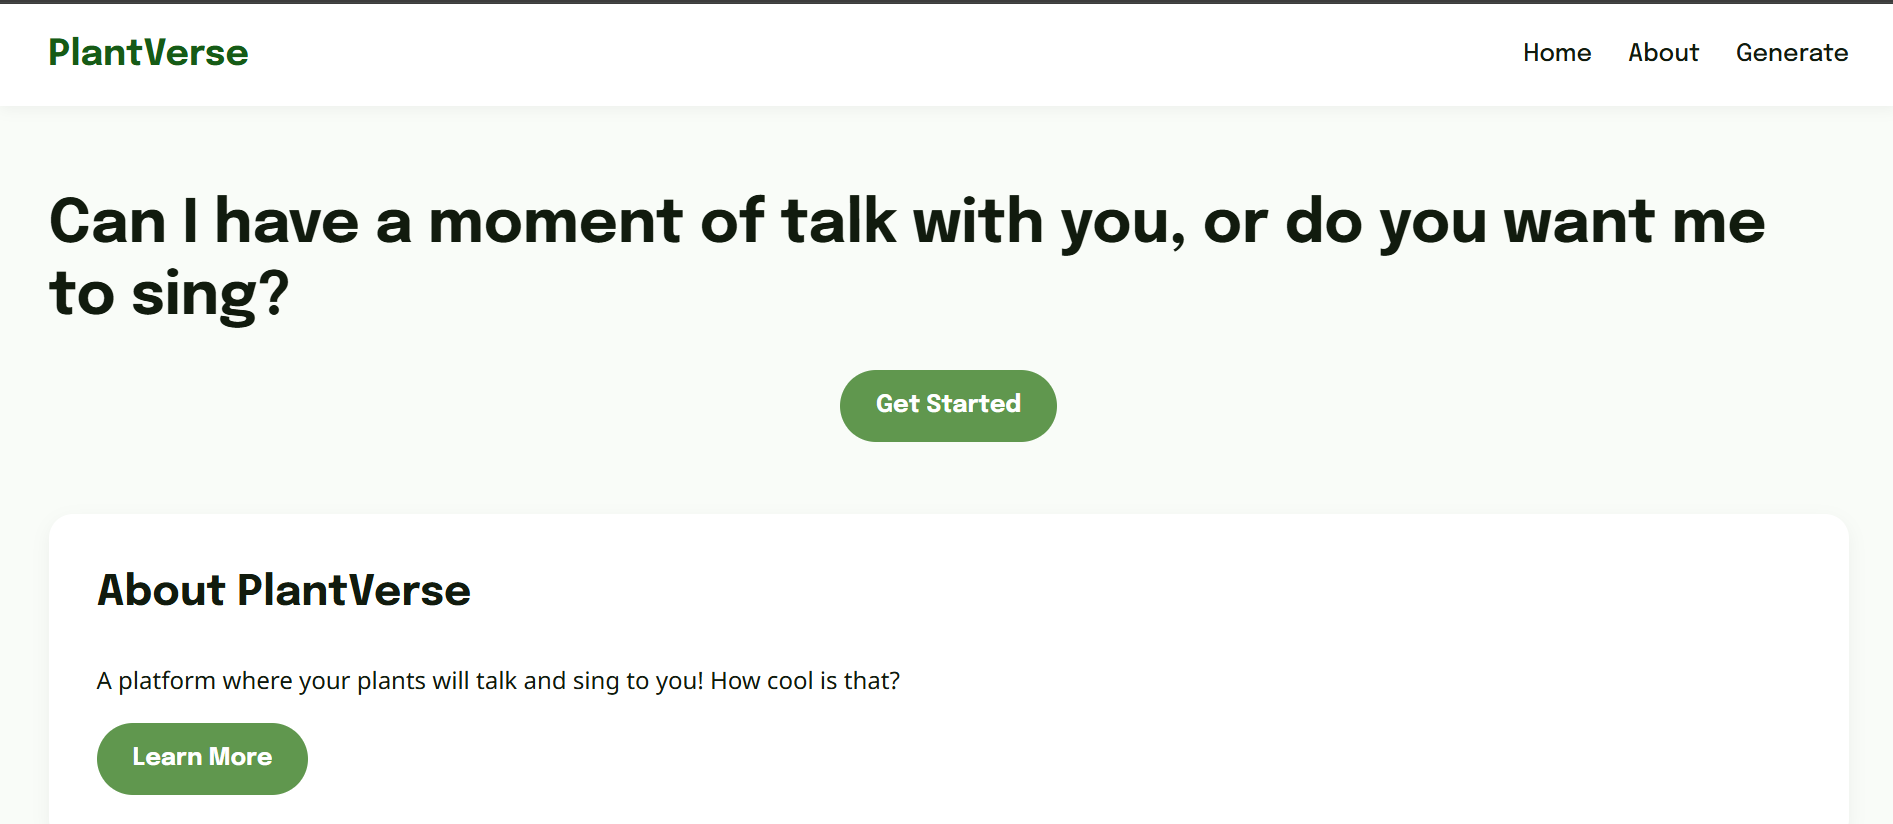 PlantVerse
Home About Generate
Can I have a moment of talk with you, or do you want me
to sing?
Get Started
About PlantVerse
A platform where your plants will talk and sing to you! How cool is that?
Learn More